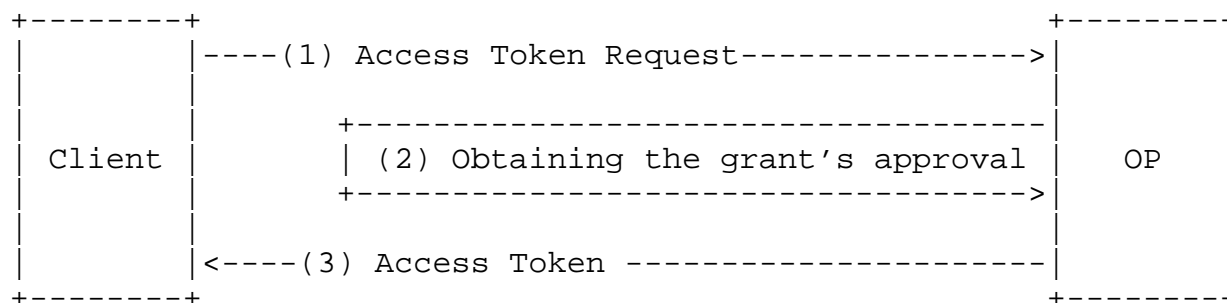 (1) Access Token Request
Client
(2) Obtaining the grant's approval
OP
(3) Access Token